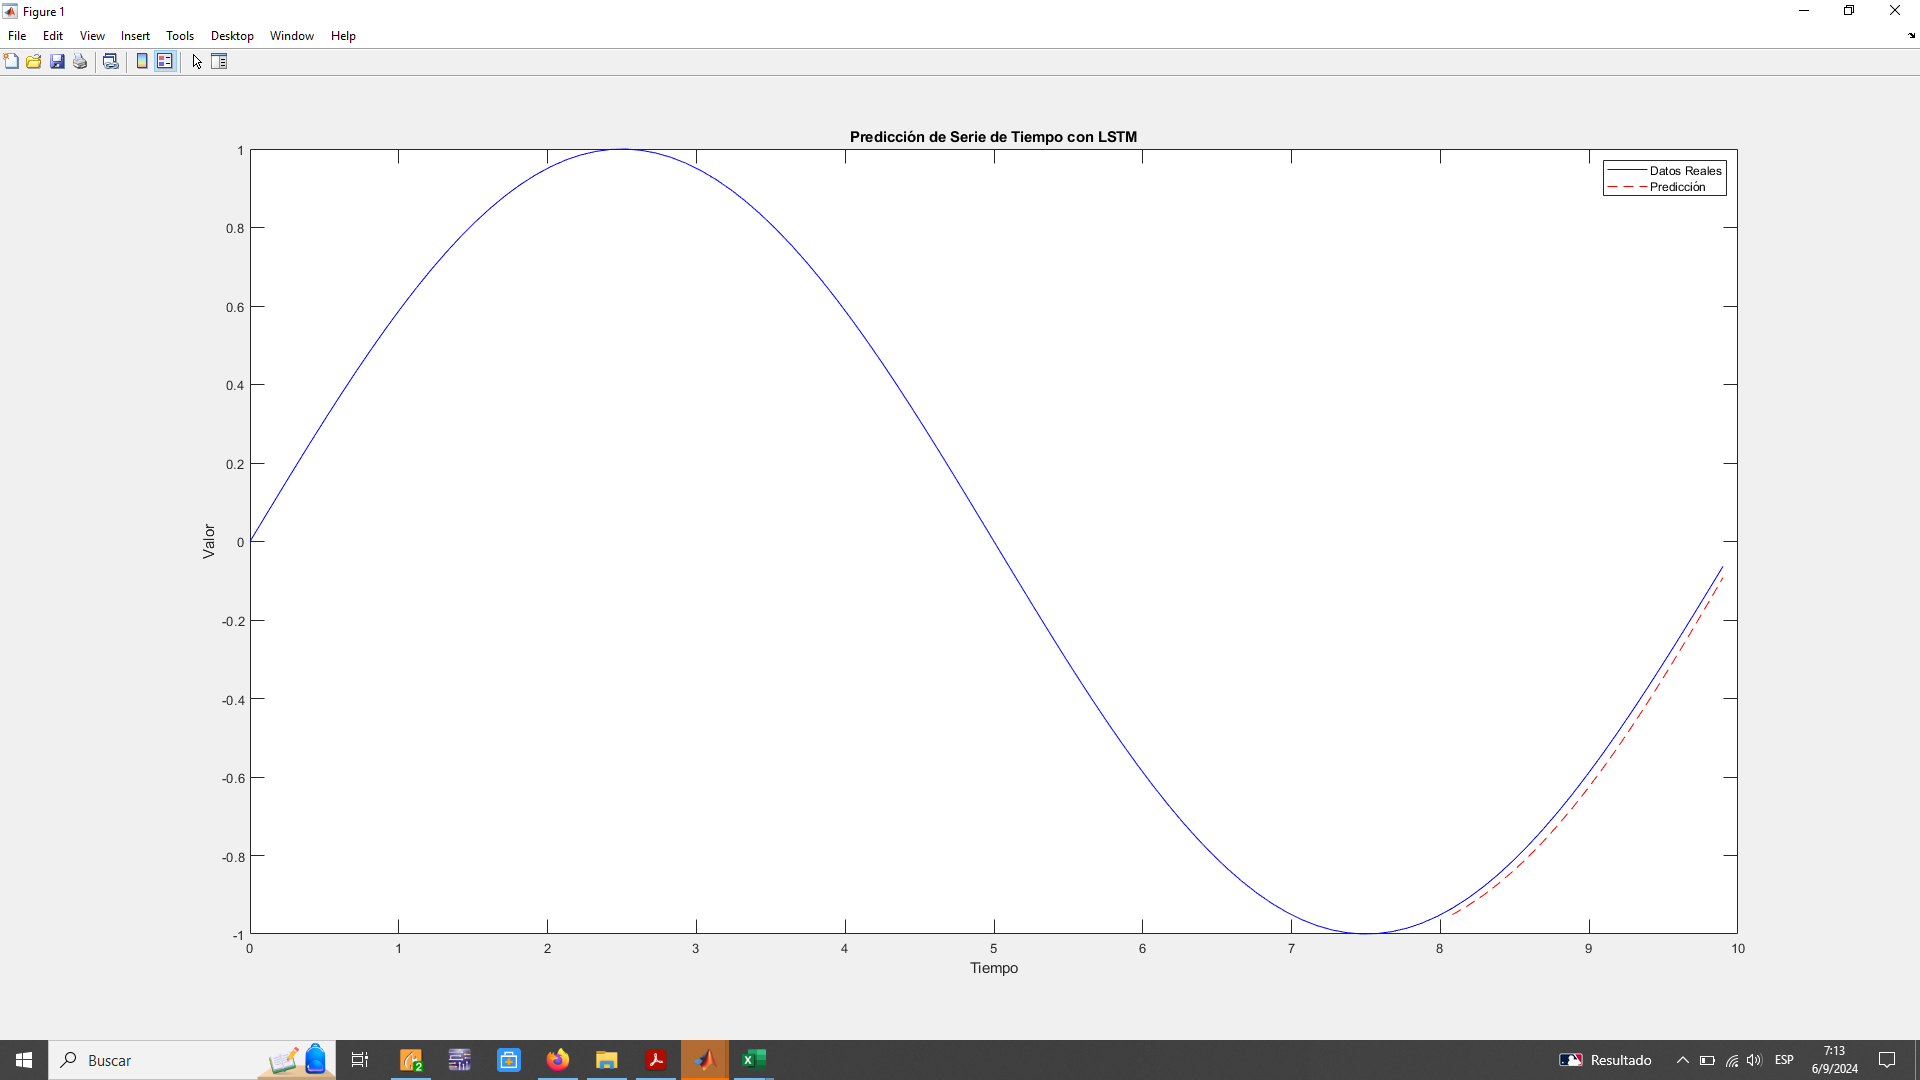 Figure 1
File Edit View Insert Tools Desktop Window Help
Predicción de Serie de Tiempo con LSTM
Datos Reales
Predicción
1
0.8
0.6
0.4
0.2
0
-0.2
-0.4
-0.6
-0.8
-1
Valor
0 1 2 3 4 5 6 7 8 9 10
Tiempo
Buscar
2
X
Resultado
ESP
7:13
6/9/2024